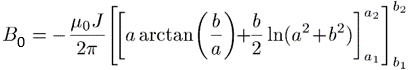 B_0 = -\frac{\mu_0 J}{2\pi} \left[ \left[ a \arctan\left(\frac{b}{a}\right) + \frac{b}{2} \ln(a^2+b^2) \right]_{a_1}^{a_2} \right]_{b_1}^{b_2}